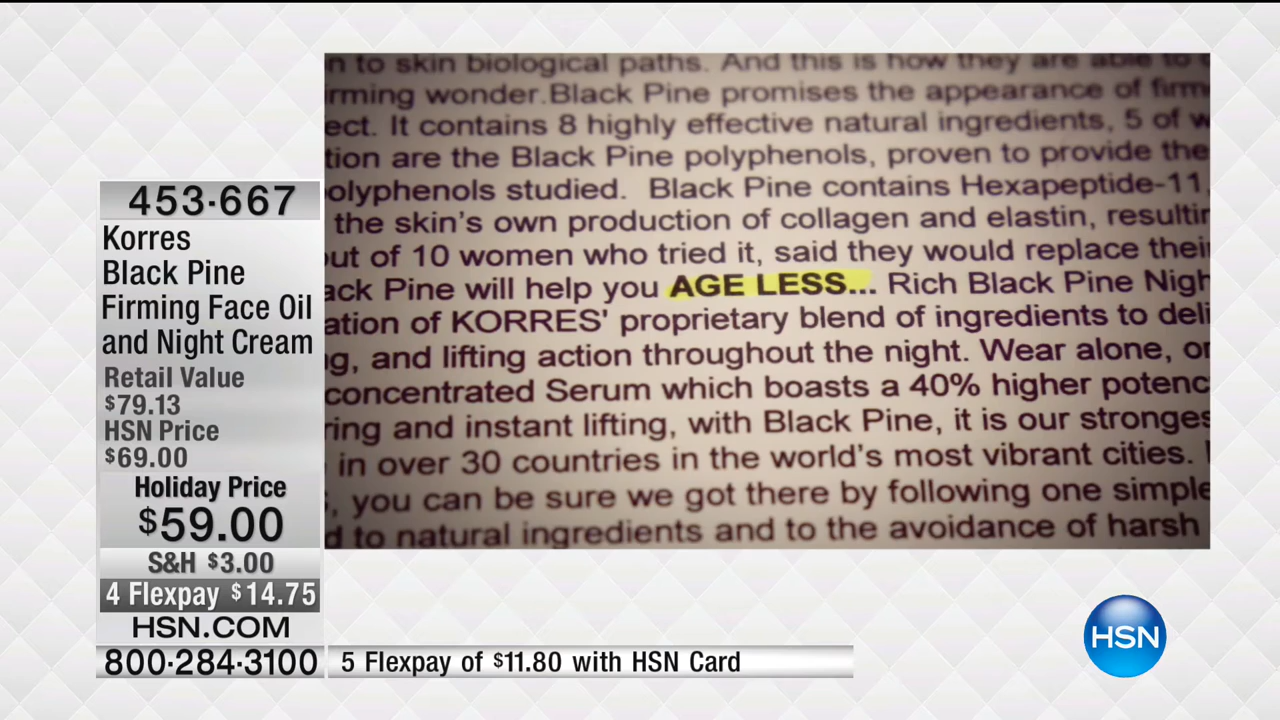 453-667
Korres
Black Pine
Firming Face Oil
and Night Cream
Retail Value
$79.13
HSN Price
$69.00
Holiday Price
$59.00
S&H $3.00
4 Flexpay $14.75
HSN.COM
800-284-3100
5 Flexpay of $11.80 with HSN Card
n to skin biological paths. And this is how they are able to
rming wonder.Black Pine promises the appearance of firm
ect. It contains 8 highly effective natural ingredients, 5 of w
tion are the Black Pine polyphenols, proven to provide the
olyphenols studied. Black Pine contains Hexapeptide-11,
the skin's own production of collagen and elastin, resultin
out of 10 women who tried it, said they would replace their
ack Pine will help you AGE LESS... Rich Black Pine Nigh
ation of KORRES' proprietary blend of ingredients to deli
g, and lifting action throughout the night. Wear alone, or
concentrated Serum which boasts a 40% higher potenc
ring and instant lifting, with Black Pine, it is our stronges
in over 30 countries in the world's most vibrant cities.
, you can be sure we got there by following one simple
d to natural ingredients and to the avoidance of harsh
HSN